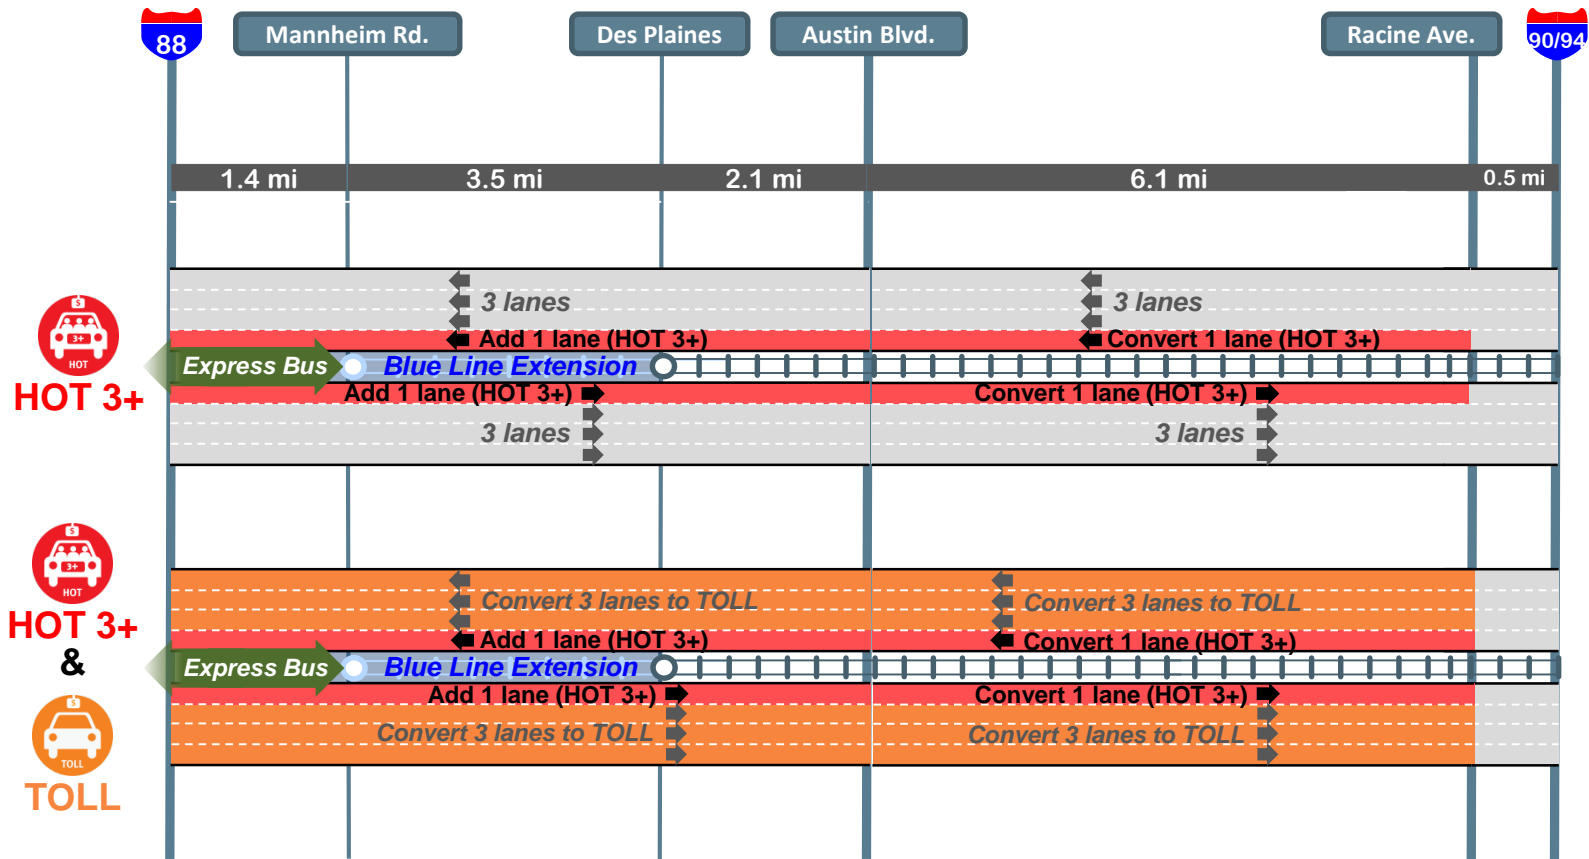 88
Mannheim Rd.
Des Plaines
Austin Blvd.
Racine Ave.
90/94
1.4 mi
3.5 mi
2.1 mi
6.1 mi
0.5 mi
3 lanes
3 lanes
Add 1 lane (HOT 3+)
Convert 1 lane (HOT 3+)
$
3+
HOT
HOT 3+
Express Bus
Blue Line Extension
Add 1 lane (HOT 3+)
Convert 1 lane (HOT 3+)
3 lanes
3 lanes
$
3+
HOT
HOT 3+
&
$
TOLL
TOLL
Convert 3 lanes to TOLL
Convert 3 lanes to TOLL
Add 1 lane (HOT 3+)
Convert 1 lane (HOT 3+)
Express Bus
Blue Line Extension
Add 1 lane (HOT 3+)
Convert 1 lane (HOT 3+)
Convert 3 lanes to TOLL
Convert 3 lanes to TOLL